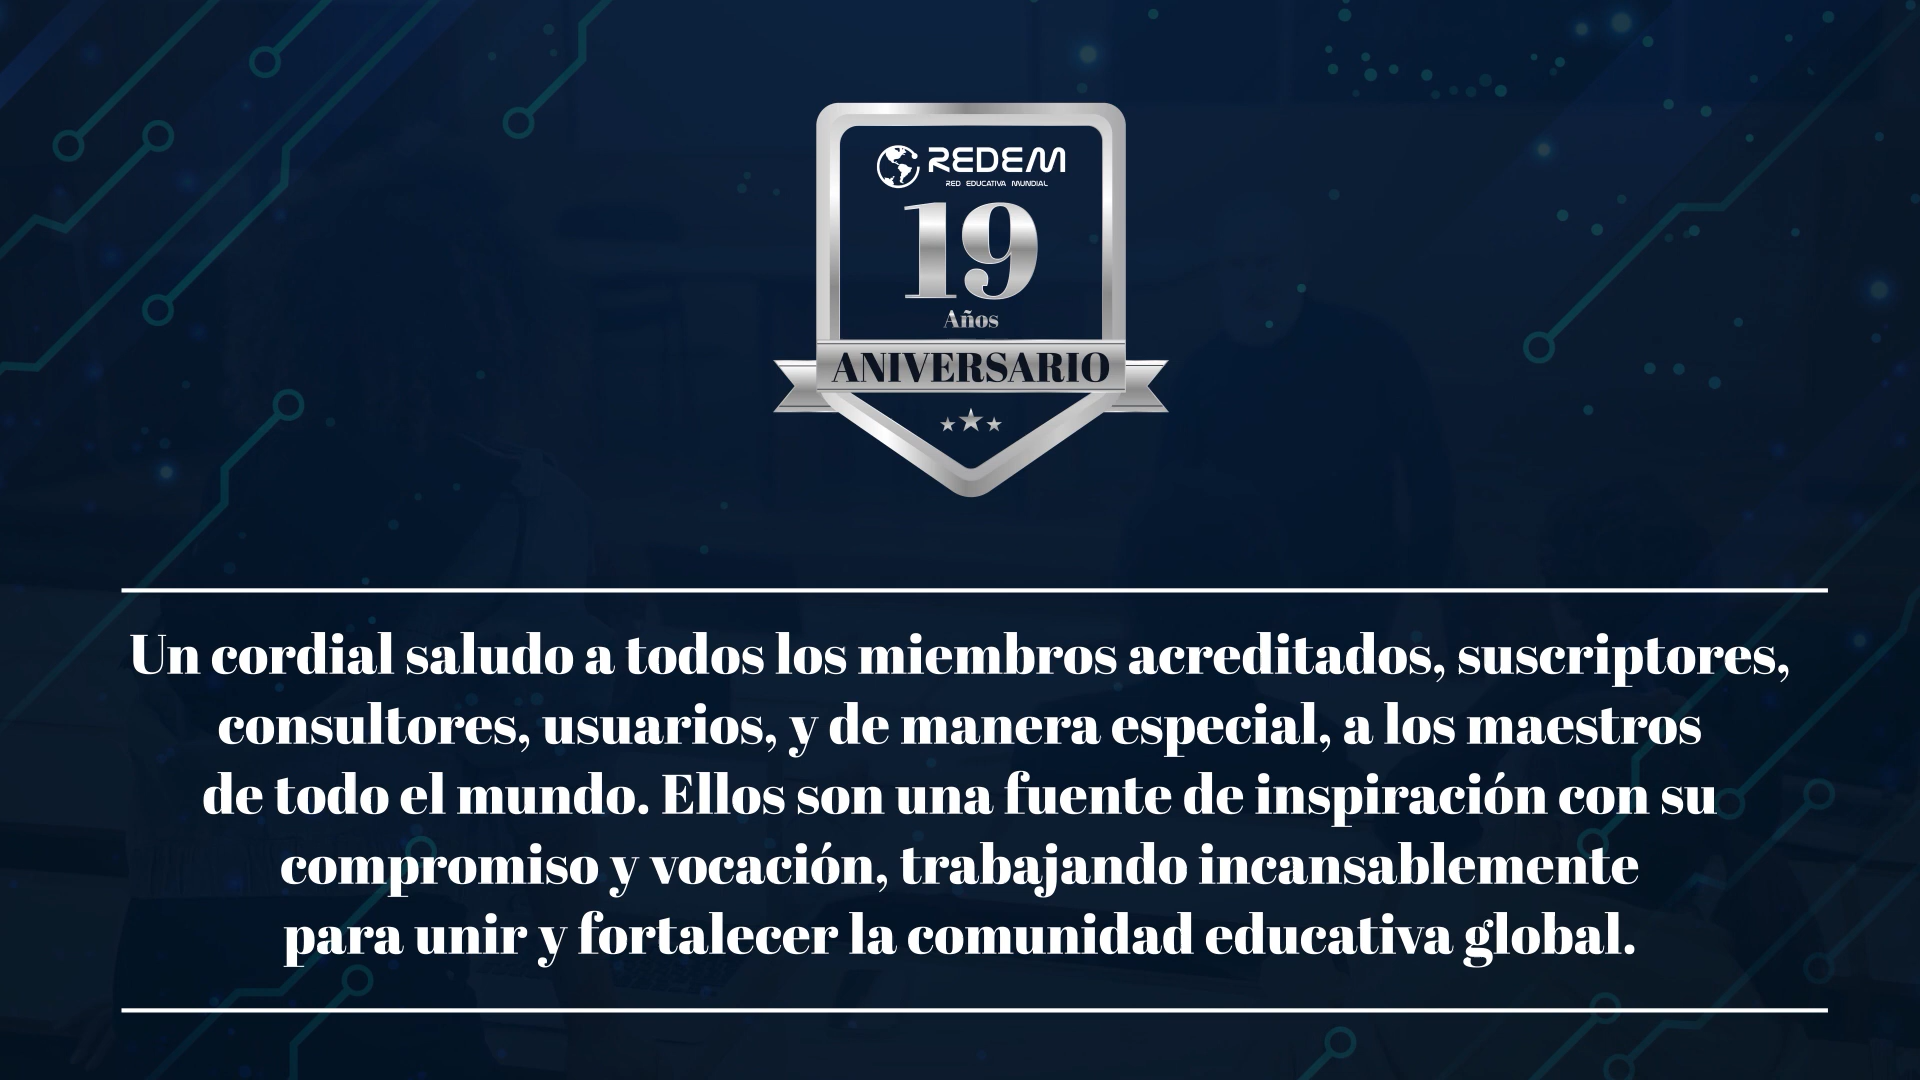 REDEM
RED EDUCATIVA MUNDIAL
19
Años
ANIVERSARIO
Un cordial saludo a todos los miembros acreditados, suscriptores,
consultores, usuarios, y de manera especial, a los maestros
de todo el mundo. Ellos son una fuente de inspiración con su
compromiso y vocación, trabajando incansablemente
para unir y fortalecer la comunidad educativa global.